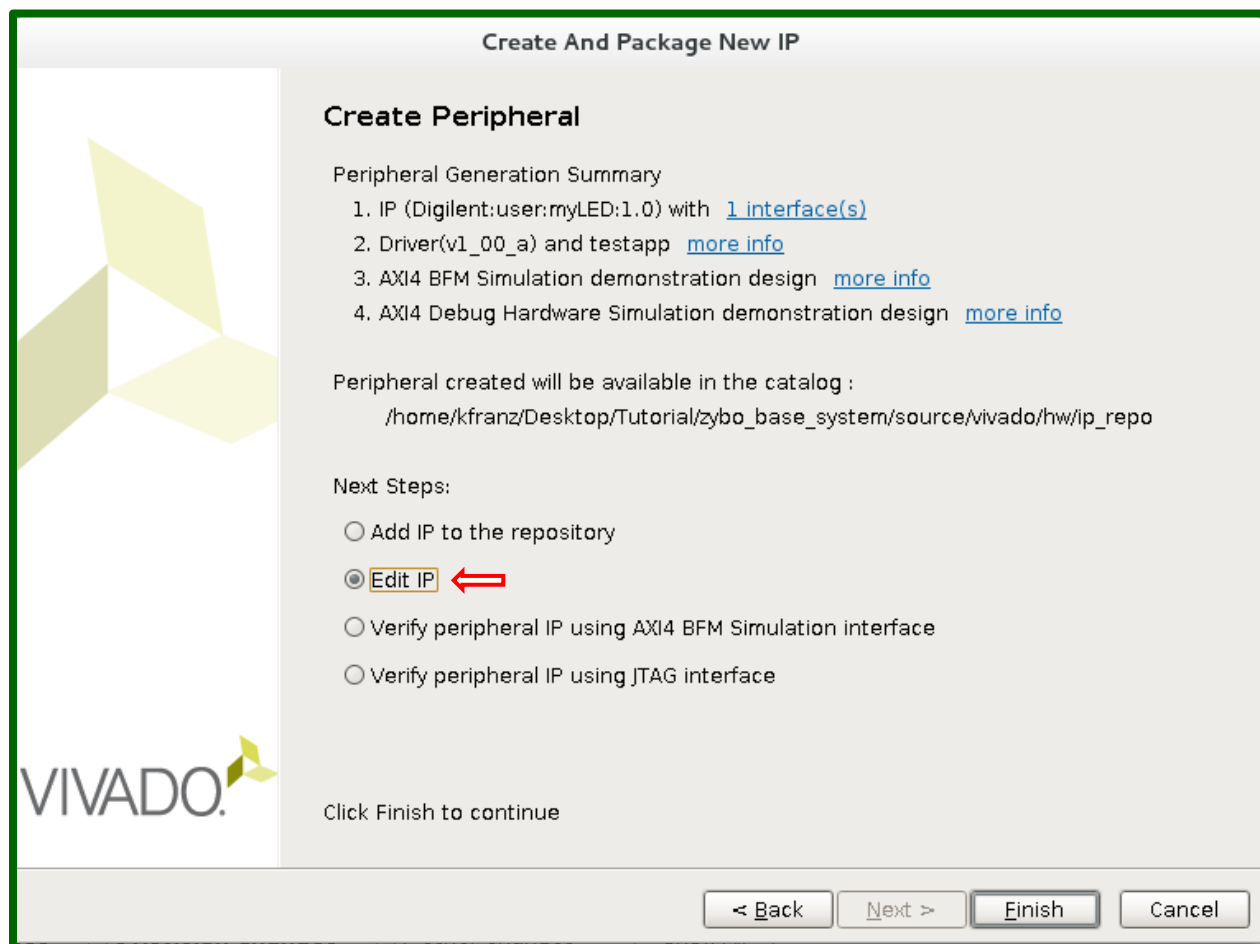 Create And Package New IP
Create Peripheral
Peripheral Generation Summary
1. IP (Digilent:user:myLED:1.0) with 1 interface(s)
2. Driver(v1_00_a) and testapp more info
3. AXI4 BFM Simulation demonstration design more info
4. AXI4 Debug Hardware Simulation demonstration design more info
Peripheral created will be available in the catalog :
/home/kfranz/Desktop/Tutorial/zybo_base_system/source/vivado/hw/ip_repo
Next Steps:
Add IP to the repository
Edit IP
Verify peripheral IP using AXI4 BFM Simulation interface
Verify peripheral IP using JTAG interface
VIVADO.
Click Finish to continue
< Back Next > Finish Cancel